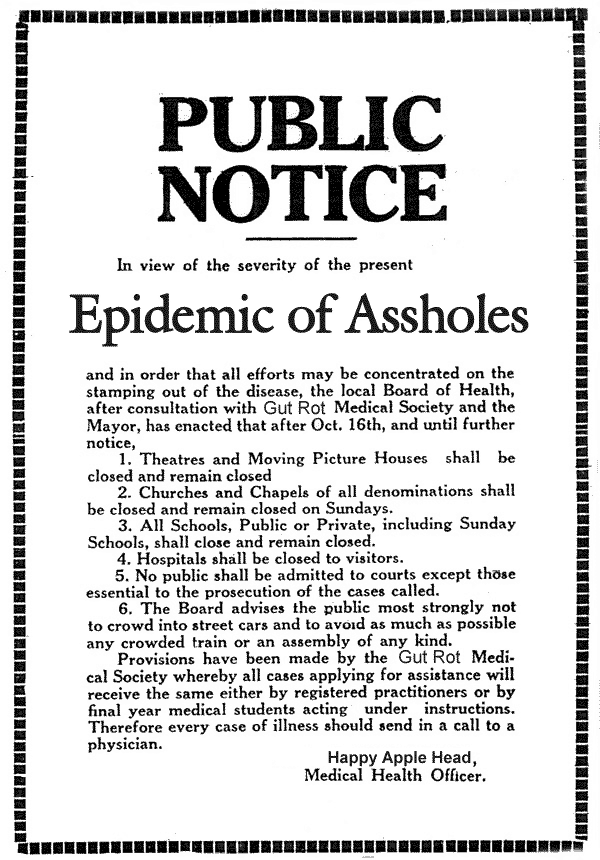 PUBLIC
NOTICE
In view of the severity of the present
Epidemic of Assholes
and in order that all efforts may be concentrated on the
stamping out of the disease, the local Board of Health,
after consultation with Gut Rot Medical Society and the
Mayor, has enacted that after Oct. 16th, and until further
notice,
1. Theatres and Moving Picture Houses shall be
closed and remain closed
2. Churches and Chapels of all denominations shall
be closed and remain closed on Sundays.
3. All Schools, Public or Private, including Sunday
Schools, shall close and remain closed.
4. Hospitals shall be closed to visitors.
5. No public shall be admitted to courts except those
essential to the prosecution of the cases called.
6. The Board advises the public most strongly not
to crowd into street cars and to avoid as much as possible
any crowded train or an assembly of any kind.
Provisions have been made by the Gut Rot Medi-
cal Society whereby all cases applying for assistance will
receive the same either by registered practitioners or by
final year medical students acting under instructions.
Therefore every case of illness should send in a call to a
physician.
Happy Apple Head,
Medical Health Officer.